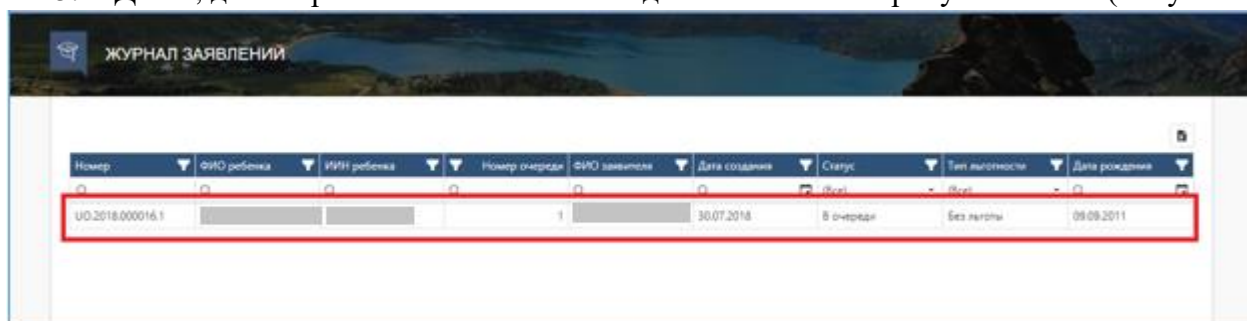 ЖУРНАЛ ЗАЯВЛЕНИЙ
Номер ФИО ребенка ИИН ребенка Номер очереди ФИО заявителя Дата создания Статус Тип льготности Дата рождения
(Все) (Все)
UO.2018.000016.1 1 30.07.2018 В очереди Без льготы 09.09.2011